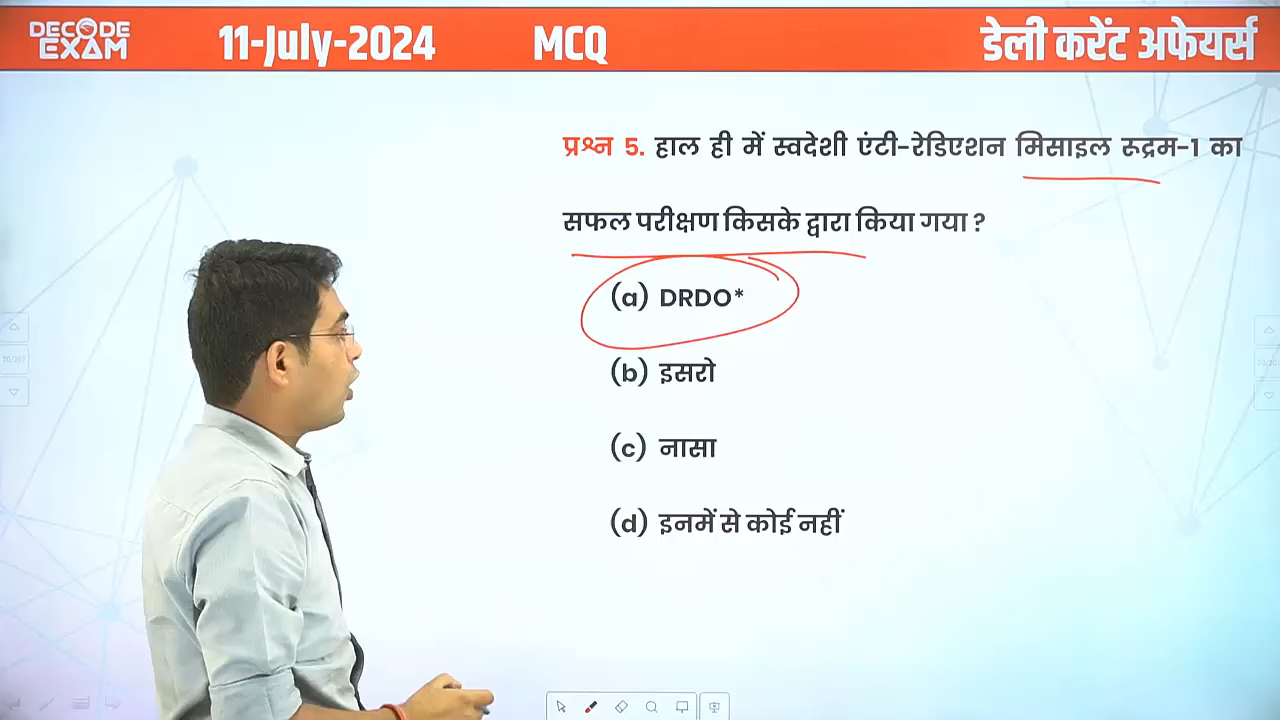 DECODE
EXAM
11-July-2024
MCQ
डेली करेंट अफेयर्स
प्रश्न 5. हाल ही में स्वदेशी एंटी-रेडिएशन मिसाइल रूद्रम-1 का
सफल परीक्षण किसके द्वारा किया गया ?
(a) DRDO*
(b) इसरो
(c) नासा
(d) इनमें से कोई नहीं